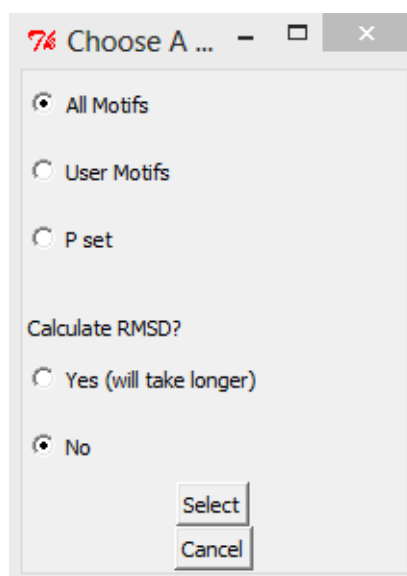 Choose A ...
All Motifs
User Motifs
P set
Calculate RMSD?
Yes (will take longer)
No
Select
Cancel